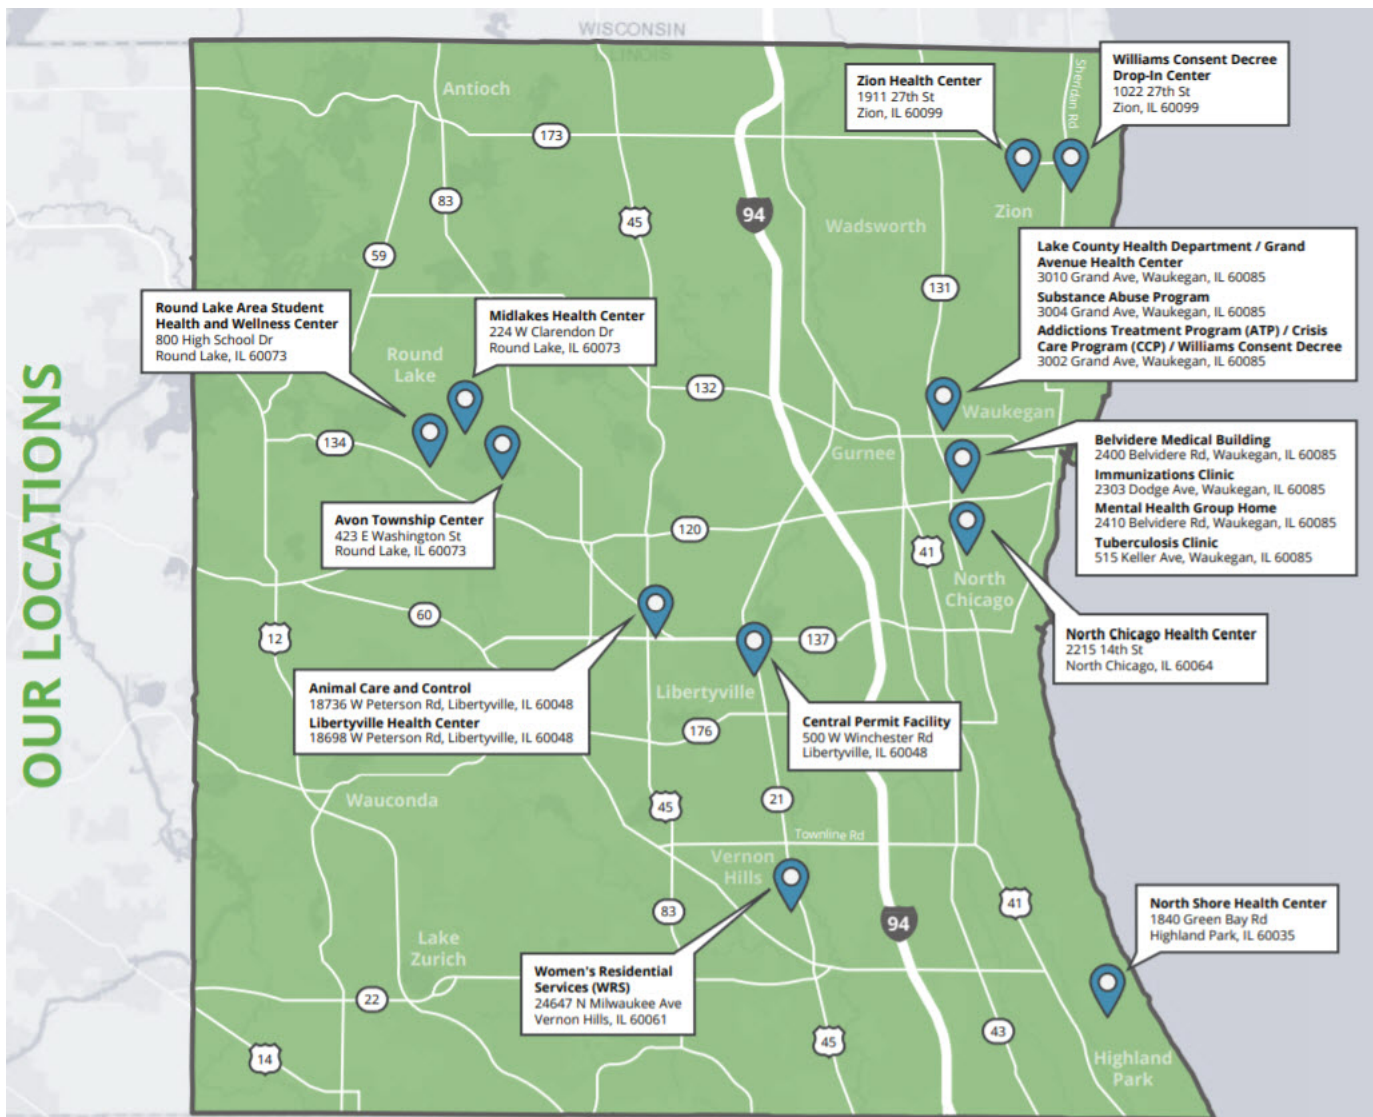 OUR LOCATIONS
WISCONSIN
ILLINOIS
Antioch
173
83
45
59
94
Sheridan Rd
Zion Health Center
1911 27th St
Zion, IL 60099
Williams Consent Decree
Drop-In Center
1022 27th St
Zion, IL 60099
Zion
Wadsworth
131
Lake County Health Department / Grand
Avenue Health Center
3010 Grand Ave, Waukegan, IL 60085
Substance Abuse Program
3004 Grand Ave, Waukegan, IL 60085
Addictions Treatment Program (ATP) / Crisis
Care Program (CCP) / Williams Consent Decree
3002 Grand Ave, Waukegan, IL 60085
Round Lake Area Student
Health and Wellness Center
800 High School Dr
Round Lake, IL 60073
Midlakes Health Center
224 W Clarendon Dr
Round Lake, IL 60073
Round
Lake
132
Waukegan
134
Gurnee
Belvidere Medical Building
2400 Belvidere Rd, Waukegan, IL 60085
Immunizations Clinic
2303 Dodge Ave, Waukegan, IL 60085
Mental Health Group Home
2410 Belvidere Rd, Waukegan, IL 60085
Tuberculosis Clinic
515 Keller Ave, Waukegan, IL 60085
Avon Township Center
423 E Washington St
Round Lake, IL 60073
120
41
North
Chicago
60
12
137
North Chicago Health Center
2215 14th St
North Chicago, IL 60064
Animal Care and Control
18736 W Peterson Rd, Libertyville, IL 60048
Libertyville Health Center
18698 W Peterson Rd, Libertyville, IL 60048
Libertyville
176
Central Permit Facility
500 W Winchester Rd
Libertyville, IL 60048
Wauconda
45
21
Townline Rd
Vernon
Hills
83
94
41
North Shore Health Center
1840 Green Bay Rd
Highland Park, IL 60035
Lake
Zurich
Women's Residential
Services (WRS)
24647 N Milwaukee Ave
Vernon Hills, IL 60061
22
14
45
43
Highland
Park